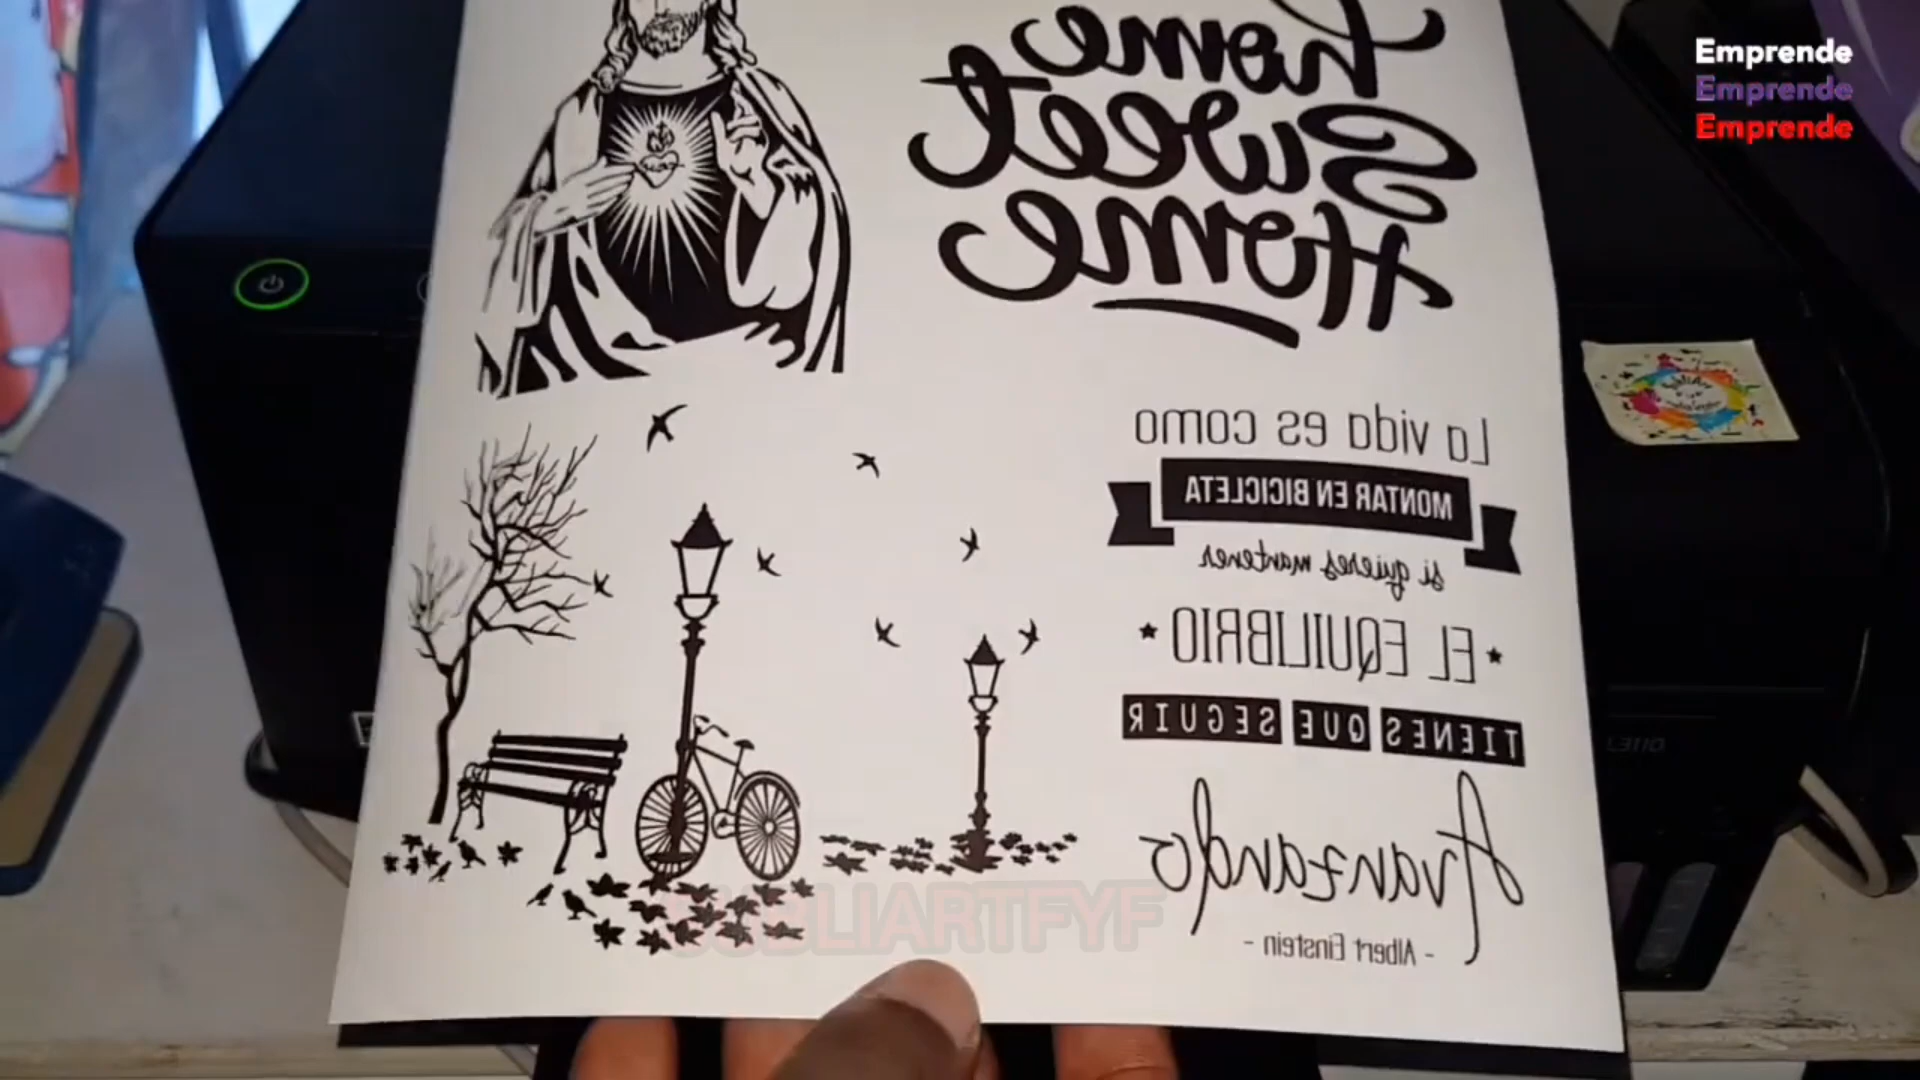 Emprende
Emprende
Emprende
home
Sweet
Home
La vida es como
MONTAR EN BICICLETA
si quieres mantener
EL EQUILIBRIO
TIENES QUE SEGUIR
Avanzando
- Albert Einstein -
SUBLIARTFYF
L3110